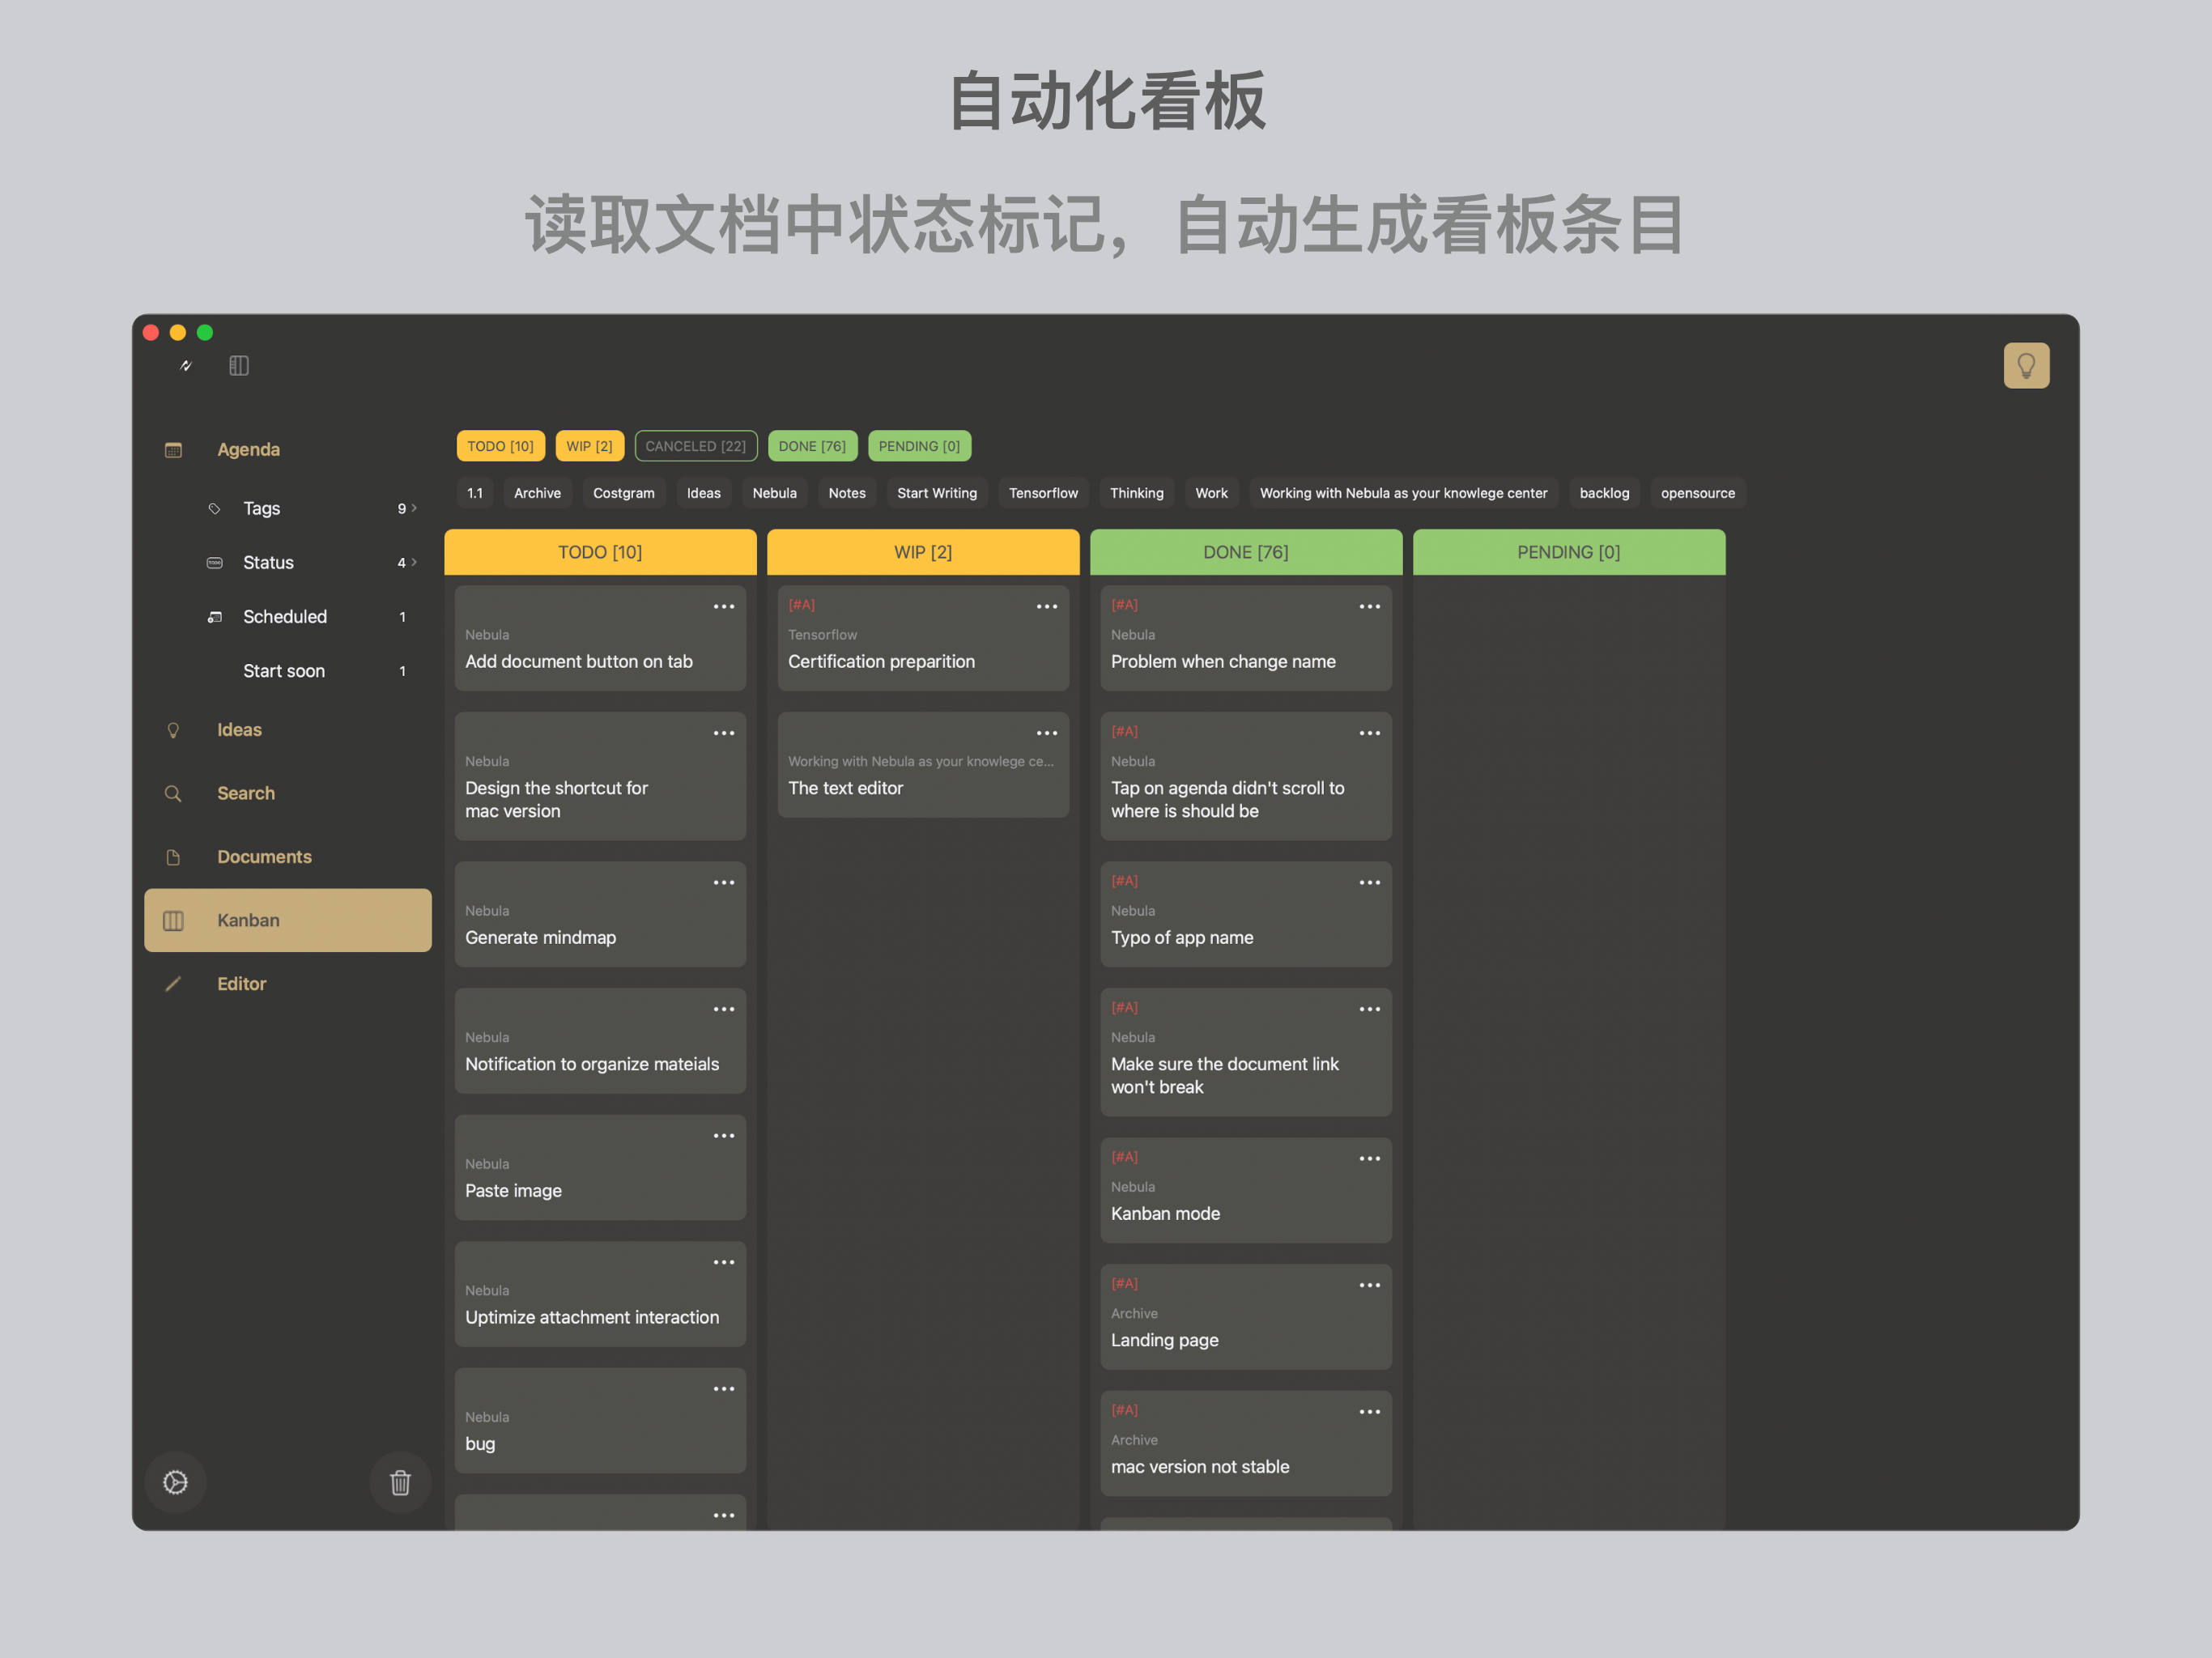 自动化看板
读取文档中状态标记，自动生成看板条目
Agenda
Tags 9
Status 4
Scheduled 1
Start soon 1
Ideas
Search
Documents
Kanban
Editor
TODO [10] WIP [2] CANCELED [22] DONE [76] PENDING [0]
1.1 Archive Costgram Ideas Nebula Notes Start Writing Tensorflow Thinking Work Working with Nebula as your knowlege center backlog opensource
TODO [10]
Nebula
Add document button on tab
Nebula
Design the shortcut for
mac version
Nebula
Generate mindmap
Nebula
Notification to organize mateials
Nebula
Paste image
Nebula
Uptimize attachment interaction
Nebula
bug
WIP [2]
[#A]
Tensorflow
Certification preparition
Working with Nebula as your knowlege ce...
The text editor
DONE [76]
[#A]
Nebula
Problem when change name
[#A]
Nebula
Tap on agenda didn't scroll to
where is should be
[#A]
Nebula
Typo of app name
[#A]
Nebula
Make sure the document link
won't break
[#A]
Nebula
Kanban mode
[#A]
Archive
Landing page
[#A]
Archive
mac version not stable
PENDING [0]